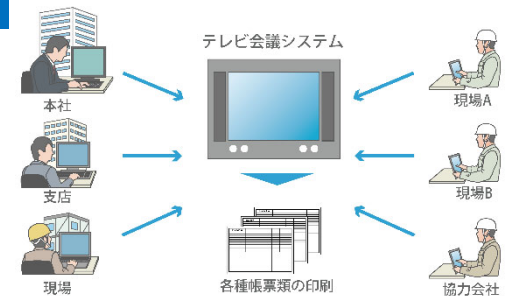 テレビ会議システム
本社
現場A
支店
現場B
現場
各種帳票類の印刷
協力会社